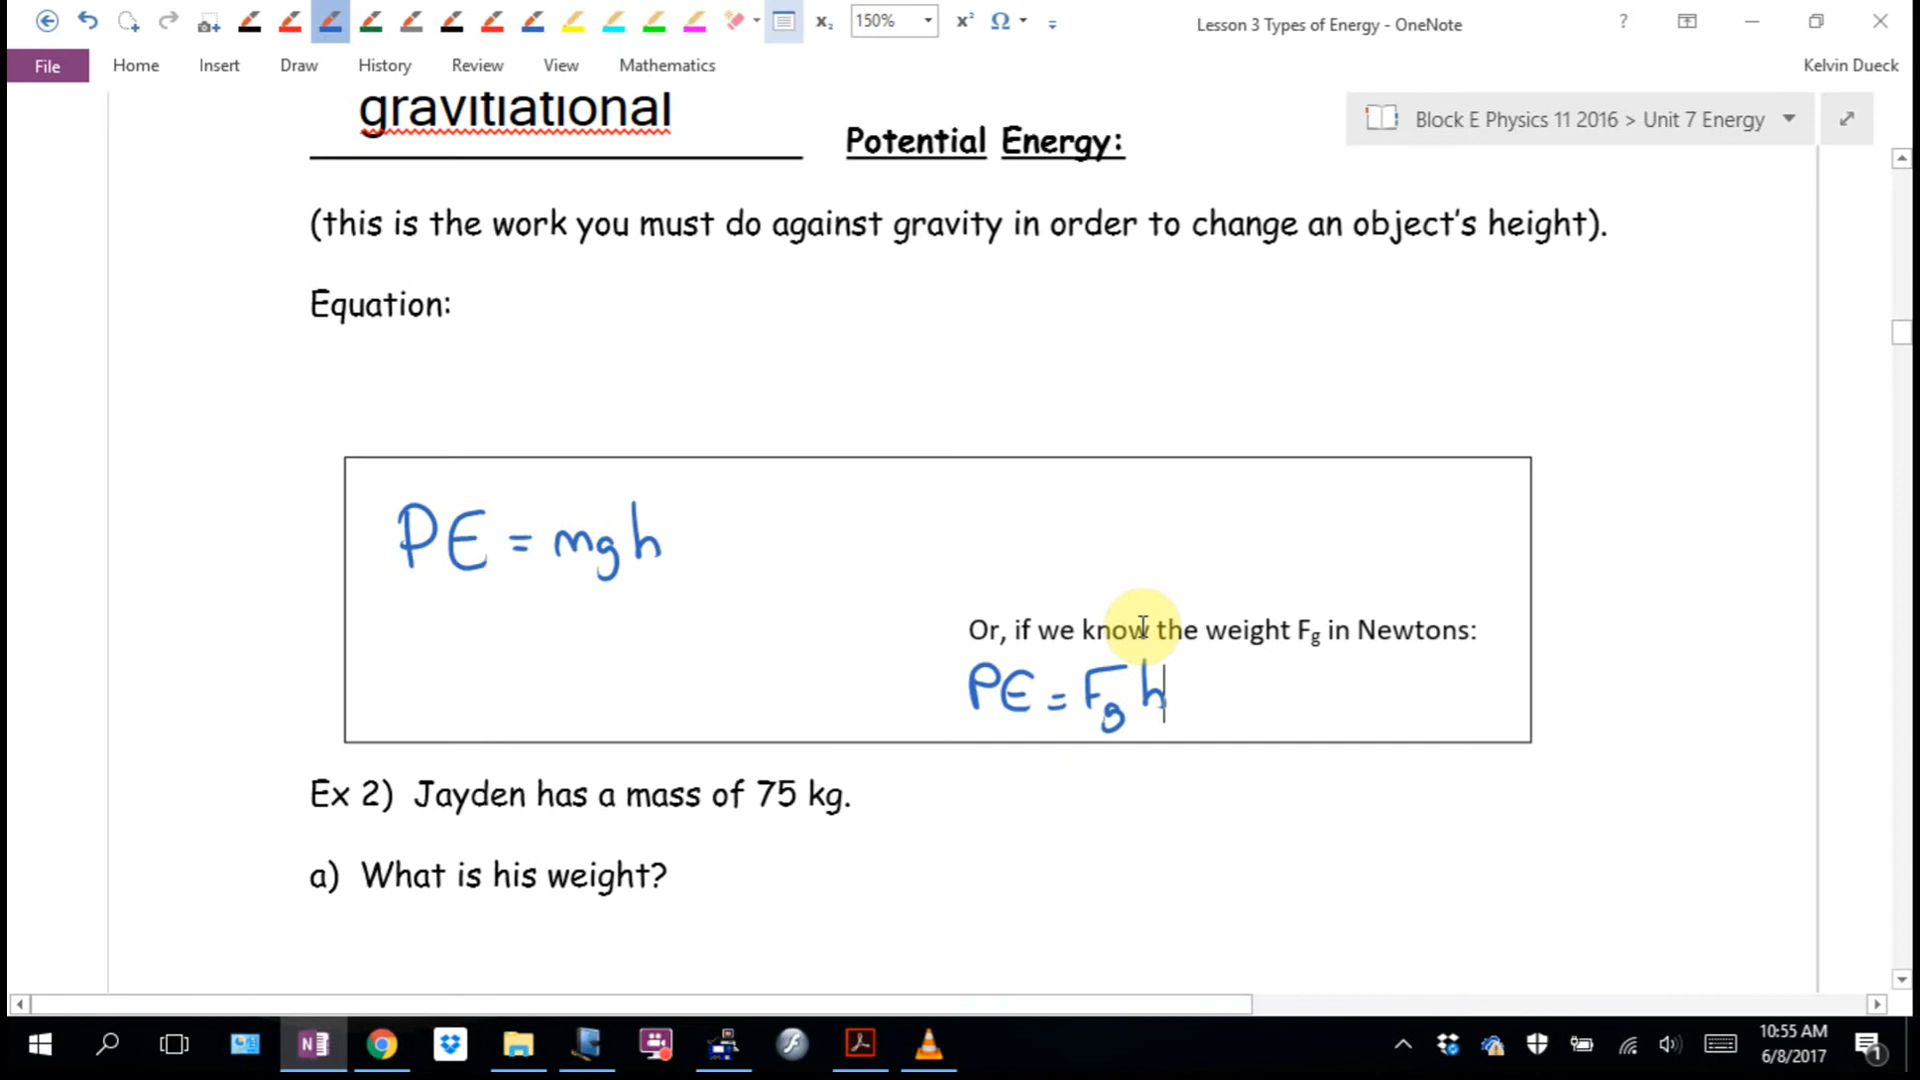 x₂ 150% x² Ω Lesson 3 Types of Energy - OneNote ?
File Home Insert Draw History Review View Mathematics Kelvin Dueck
gravitiational Potential Energy:
Block E Physics 11 2016 > Unit 7 Energy
(this is the work you must do against gravity in order to change an object's height).
Equation:
PE = mgh
Or, if we know the weight Fg in Newtons:
PE = Fg h
Ex 2) Jayden has a mass of 75 kg.
a) What is his weight?
10:55 AM
6/8/2017
1